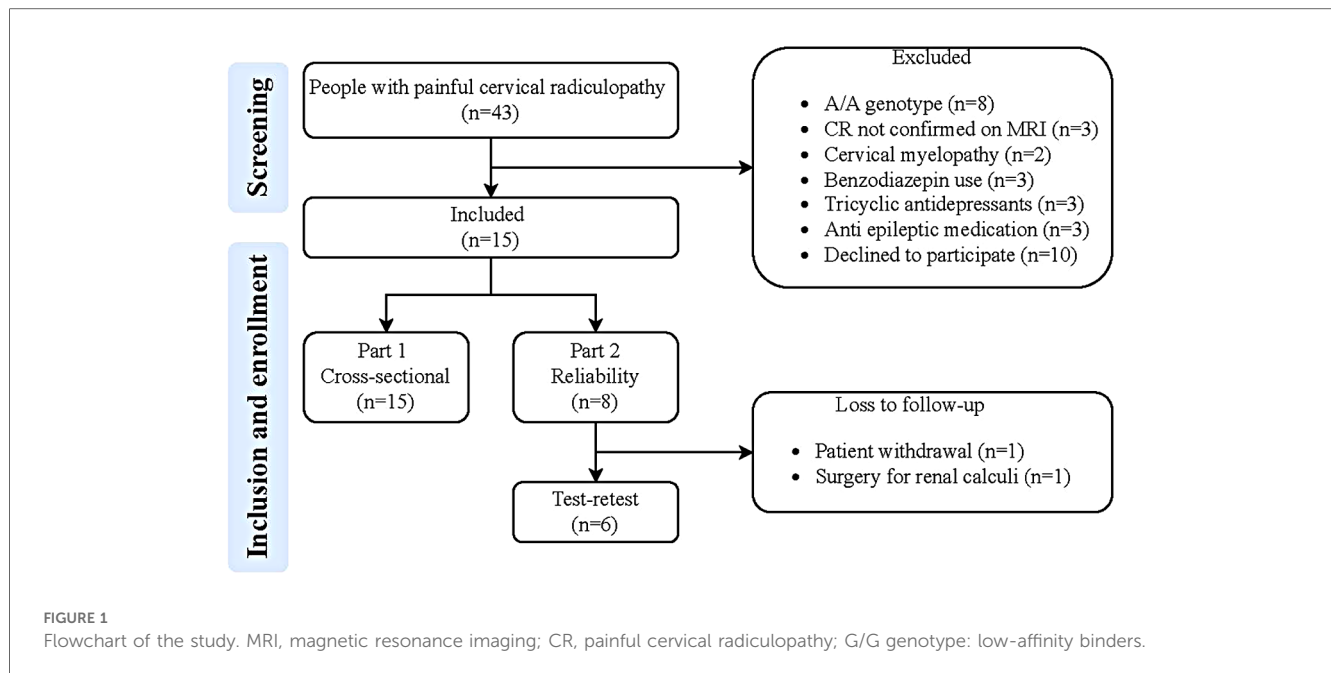 Screening
People with painful cervical radiculopathy
(n=43)
Excluded
• A/A genotype (n=8)
• CR not confirmed on MRI (n=3)
• Cervical myelopathy (n=2)
• Benzodiazepin use (n=3)
• Tricyclic antidepressants (n=3)
• Anti epileptic medication (n=3)
• Declined to participate (n=10)
Included
(n=15)
Inclusion and enrollment
Part 1
Cross-sectional
(n=15)
Part 2
Reliability
(n=8)
Loss to follow-up
• Patient withdrawal (n=1)
• Surgery for renal calculi (n=1)
Test-retest
(n=6)
FIGURE 1
Flowchart of the study. MRI, magnetic resonance imaging; CR, painful cervical radiculopathy; G/G genotype: low-affinity binders.